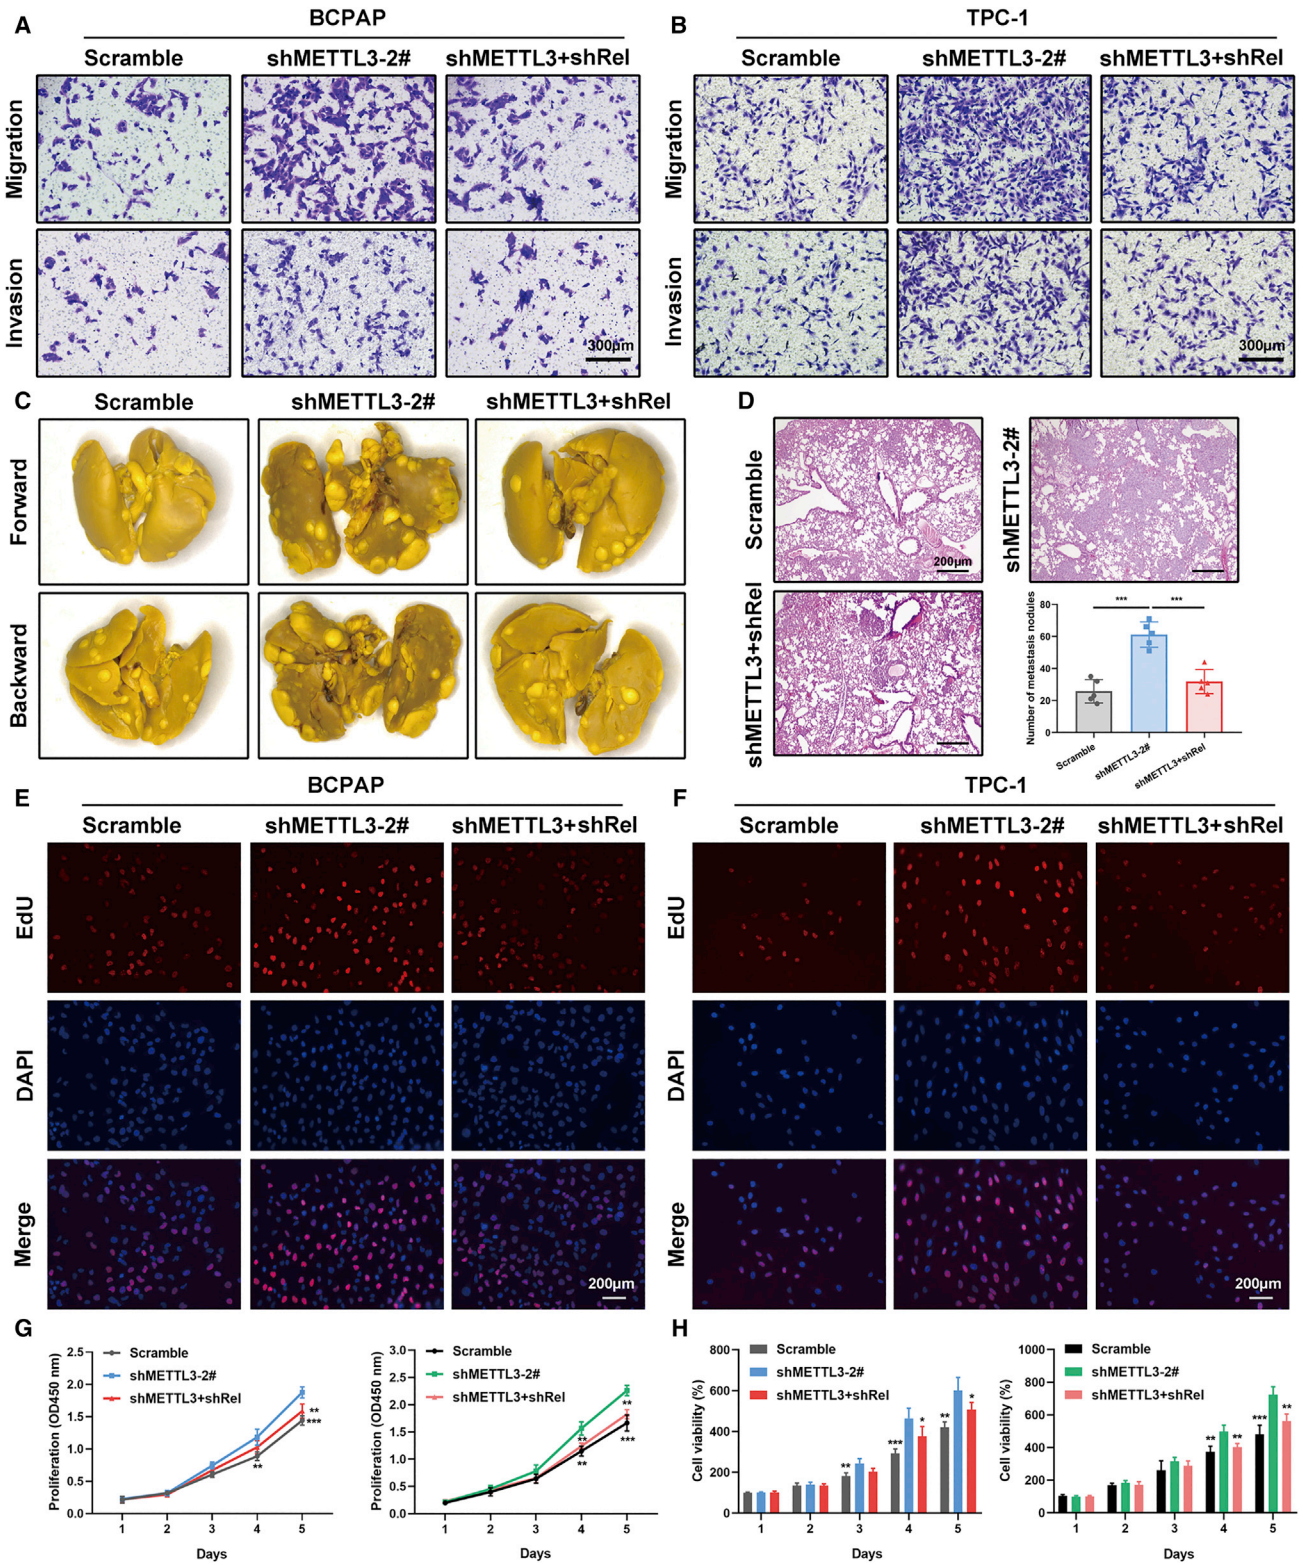 A
BCPAP
Scramble shMETTL3-2# shMETTL3+shRel
Migration
Invasion
300µm
B
TPC-1
Scramble shMETTL3-2# shMETTL3+shRel
Migration
Invasion
300µm
C
Scramble shMETTL3-2# shMETTL3+shRel
Forward
Backward
D
Scramble
200µm
shMETTL3-2#
shMETTL3+shRel
Number of metastasis nodules
80
60
40
20
0
*** ***
Scramble
shMETTL3-2#
shMETTL3+shRel
E
BCPAP
Scramble shMETTL3-2# shMETTL3+shRel
EdU
DAPI
Merge
200µm
F
TPC-1
Scramble shMETTL3-2# shMETTL3+shRel
EdU
DAPI
Merge
200µm
G
Proliferation (OD450 nm)
2.5
2.0
1.5
1.0
0.5
0.0
Scramble
shMETTL3-2#
shMETTL3+shRel
**
***
**
1 2 3 4 5
Days
Proliferation (OD450 nm)
3.0
2.5
2.0
1.5
1.0
0.5
0.0
Scramble
shMETTL3-2#
shMETTL3+shRel
**
**
***
**
1 2 3 4 5
Days
H
Cell viability (%)
800
600
400
200
0
Scramble
shMETTL3-2#
shMETTL3+shRel
** *** * ** *
1 2 3 4 5
Days
Cell viability (%)
1000
800
600
400
200
0
Scramble
shMETTL3-2#
shMETTL3+shRel
** ** *** **
1 2 3 4 5
Days